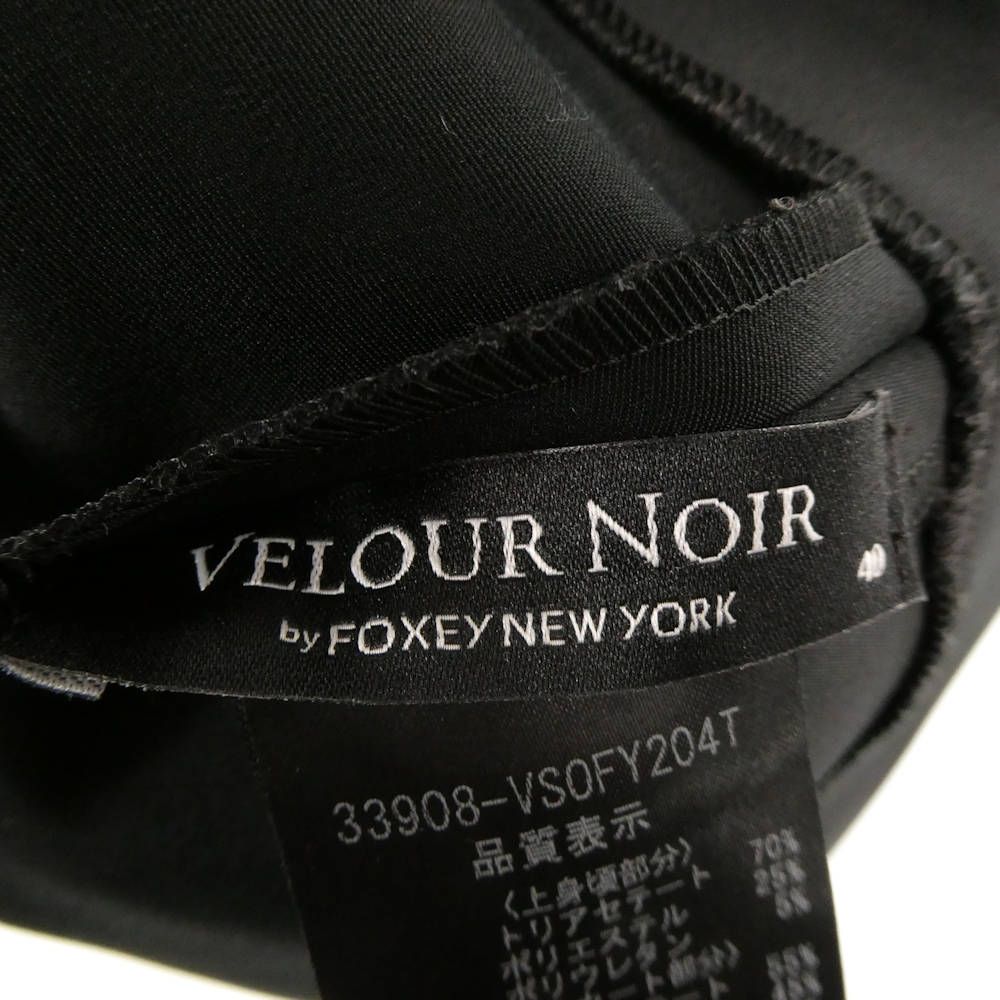 VELOUR NOIR
by FOXEY NEW YORK
40
33908-VS0FY204T
品質表示
〈上身頃部分〉
トリアセテート 70%
ポリエステル 25%
ポリウレタン 5%
55%